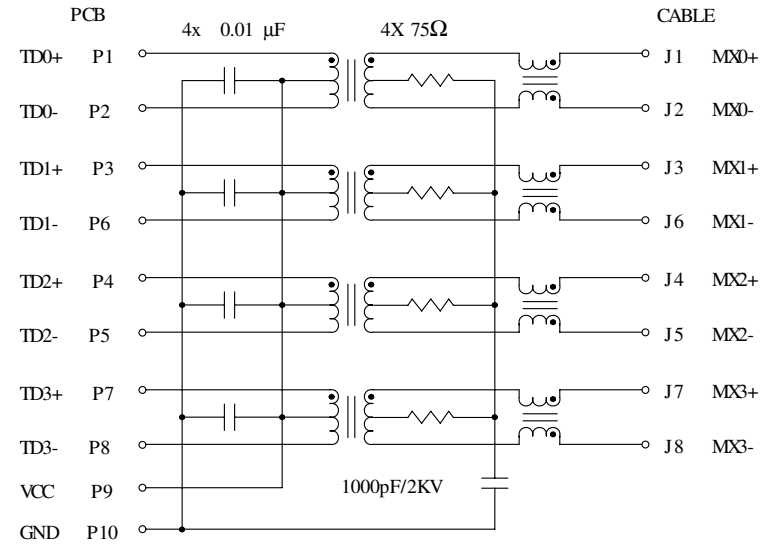 PCB CABLE
4x 0.01 µF 4X 75Ω
TD0+ P1 J1 MX0+
TD0- P2 J2 MX0-
TD1+ P3 J3 MX1+
TD1- P6 J6 MX1-
TD2+ P4 J4 MX2+
TD2- P5 J5 MX2-
TD3+ P7 J7 MX3+
TD3- P8 J8 MX3-
VCC P9 1000pF/2KV
GND P10